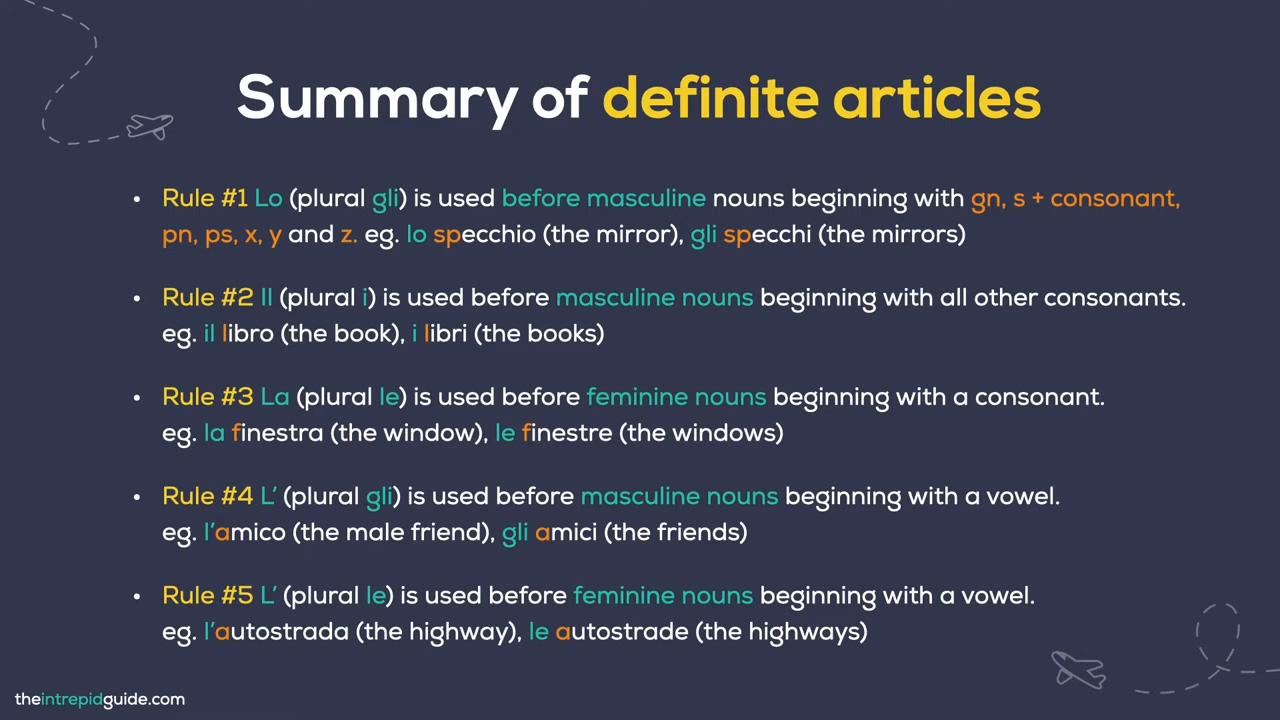 Summary of definite articles
• Rule #1 Lo (plural gli) is used before masculine nouns beginning with gn, s + consonant,
pn, ps, x, y and z. eg. lo specchio (the mirror), gli specchi (the mirrors)
• Rule #2 Il (plural i) is used before masculine nouns beginning with all other consonants.
eg. il libro (the book), i libri (the books)
• Rule #3 La (plural le) is used before feminine nouns beginning with a consonant.
eg. la finestra (the window), le finestre (the windows)
• Rule #4 L’ (plural gli) is used before masculine nouns beginning with a vowel.
eg. l’amico (the male friend), gli amici (the friends)
• Rule #5 L’ (plural le) is used before feminine nouns beginning with a vowel.
eg. l’autostrada (the highway), le autostrade (the highways)
theintrepidguide.com